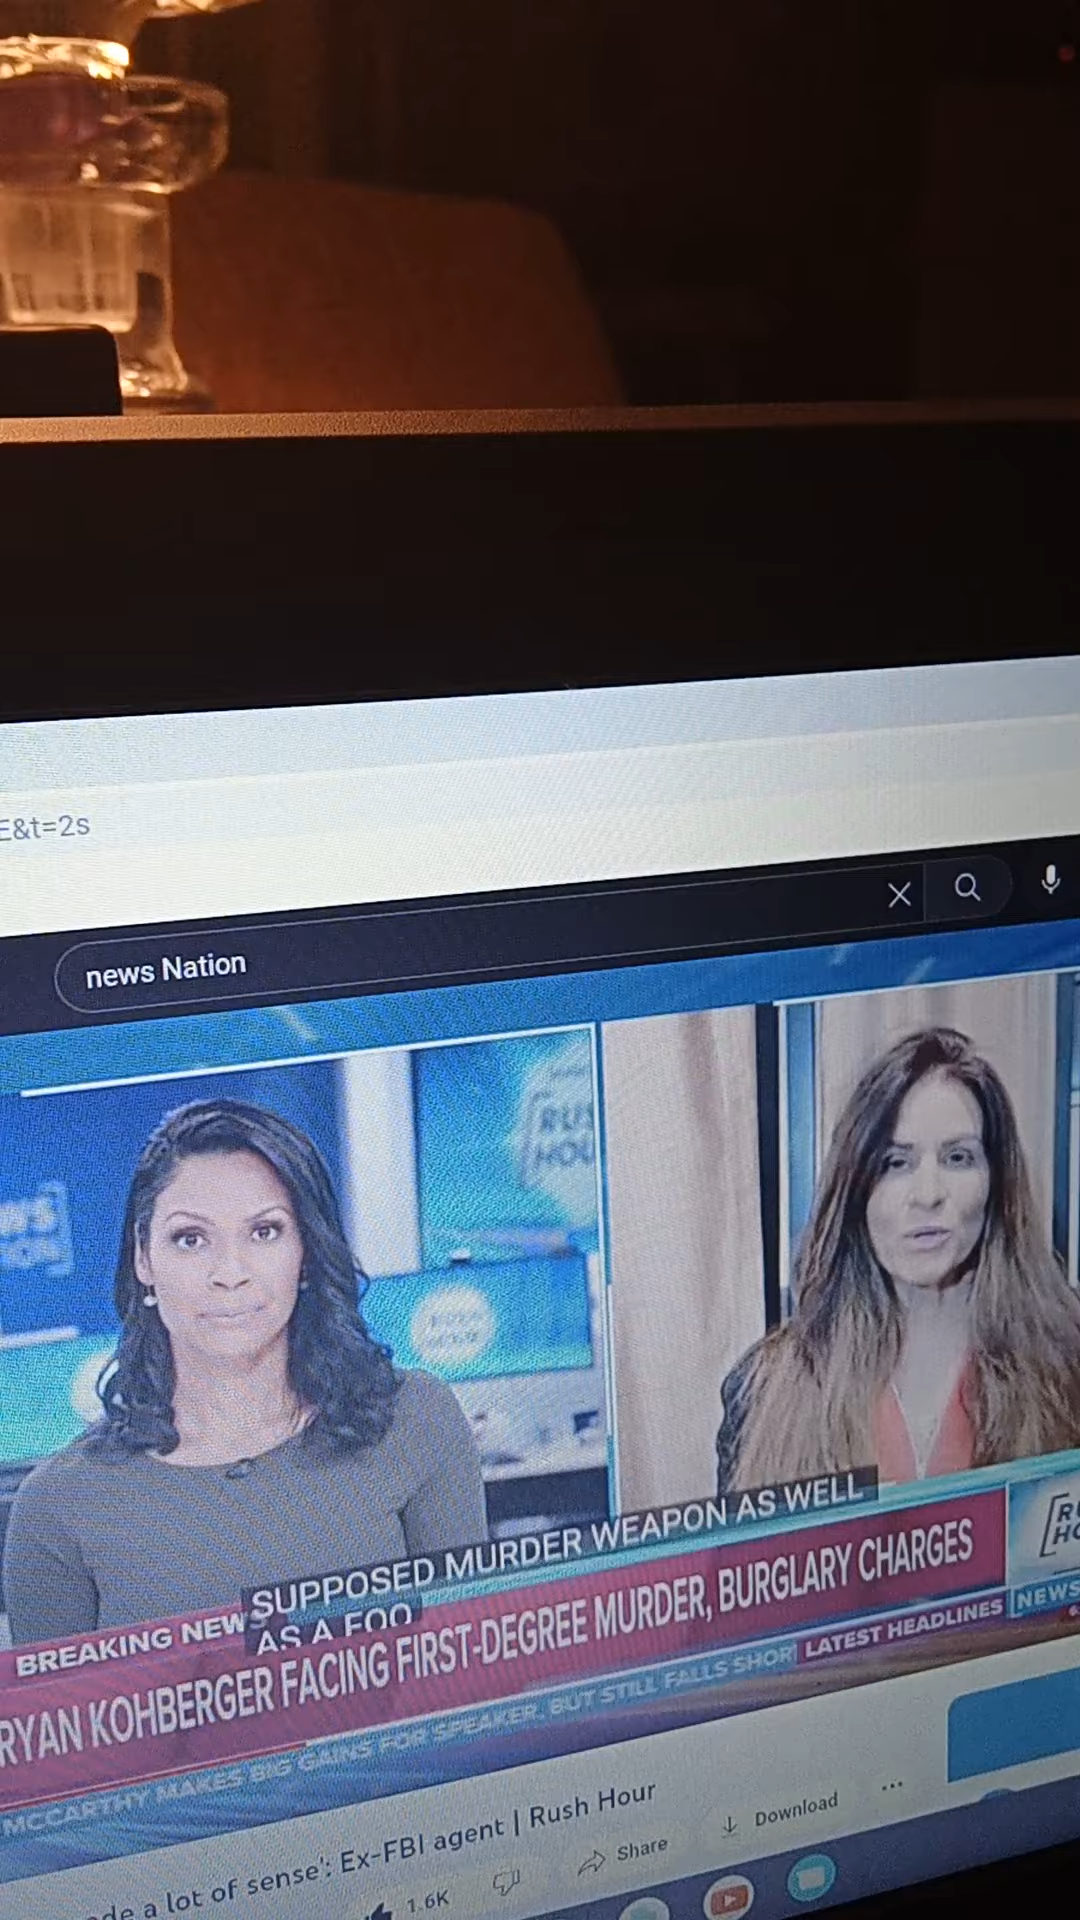 E&t=2s
news Nation
RUS
HOU
SUPPOSED MURDER WEAPON AS WELL
AS A FOO
BREAKING NEWS
RYAN KOHBERGER FACING FIRST-DEGREE MURDER, BURGLARY CHARGES
LATEST HEADLINES
NEWS
MCCARTHY MAKES BIG GAINS FOR SPEAKER, BUT STILL FALLS SHORT
de a lot of sense': Ex-FBI agent | Rush Hour
1.6K
Share
Download